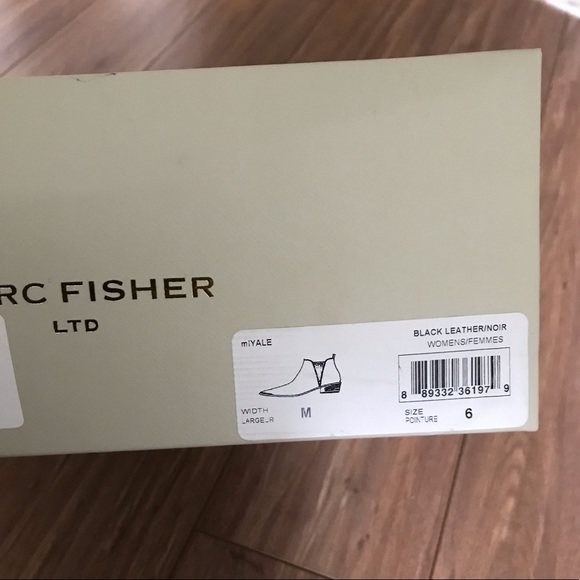 RC FISHER
LTD
mIYALE
BLACK LEATHER/NOIR
WOMENS/FEMMES
8 89332 36197 9
WIDTH
LARGEUR
M
SIZE
POINTURE
6